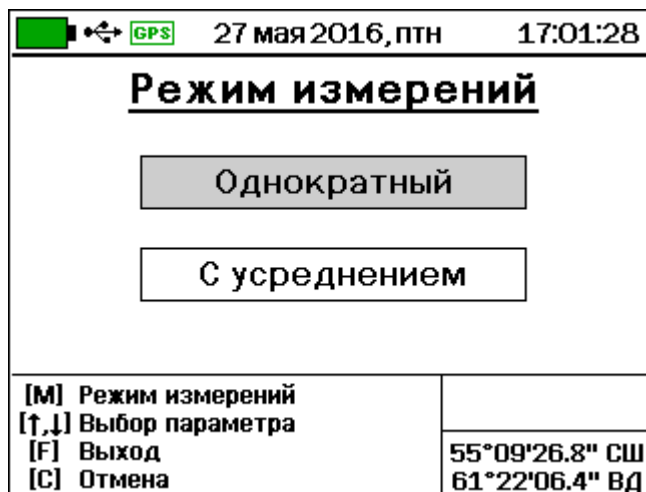 GPS 27 мая 2016, птн 17:01:28
Режим измерений
Однократный
С усреднением
[M] Режим измерений
[↑,↓] Выбор параметра
[F] Выход
[C] Отмена
55°09'26.8" СШ
61°22'06.4" ВД